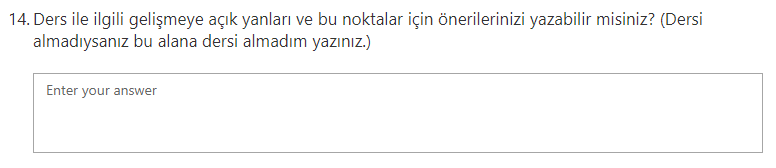 14. Ders ile ilgili gelişmeye açık yanları ve bu noktalar için önerilerinizi yazabilir misiniz? (Dersi
almadıysanız bu alana dersi almadım yazınız.)
Enter your answer